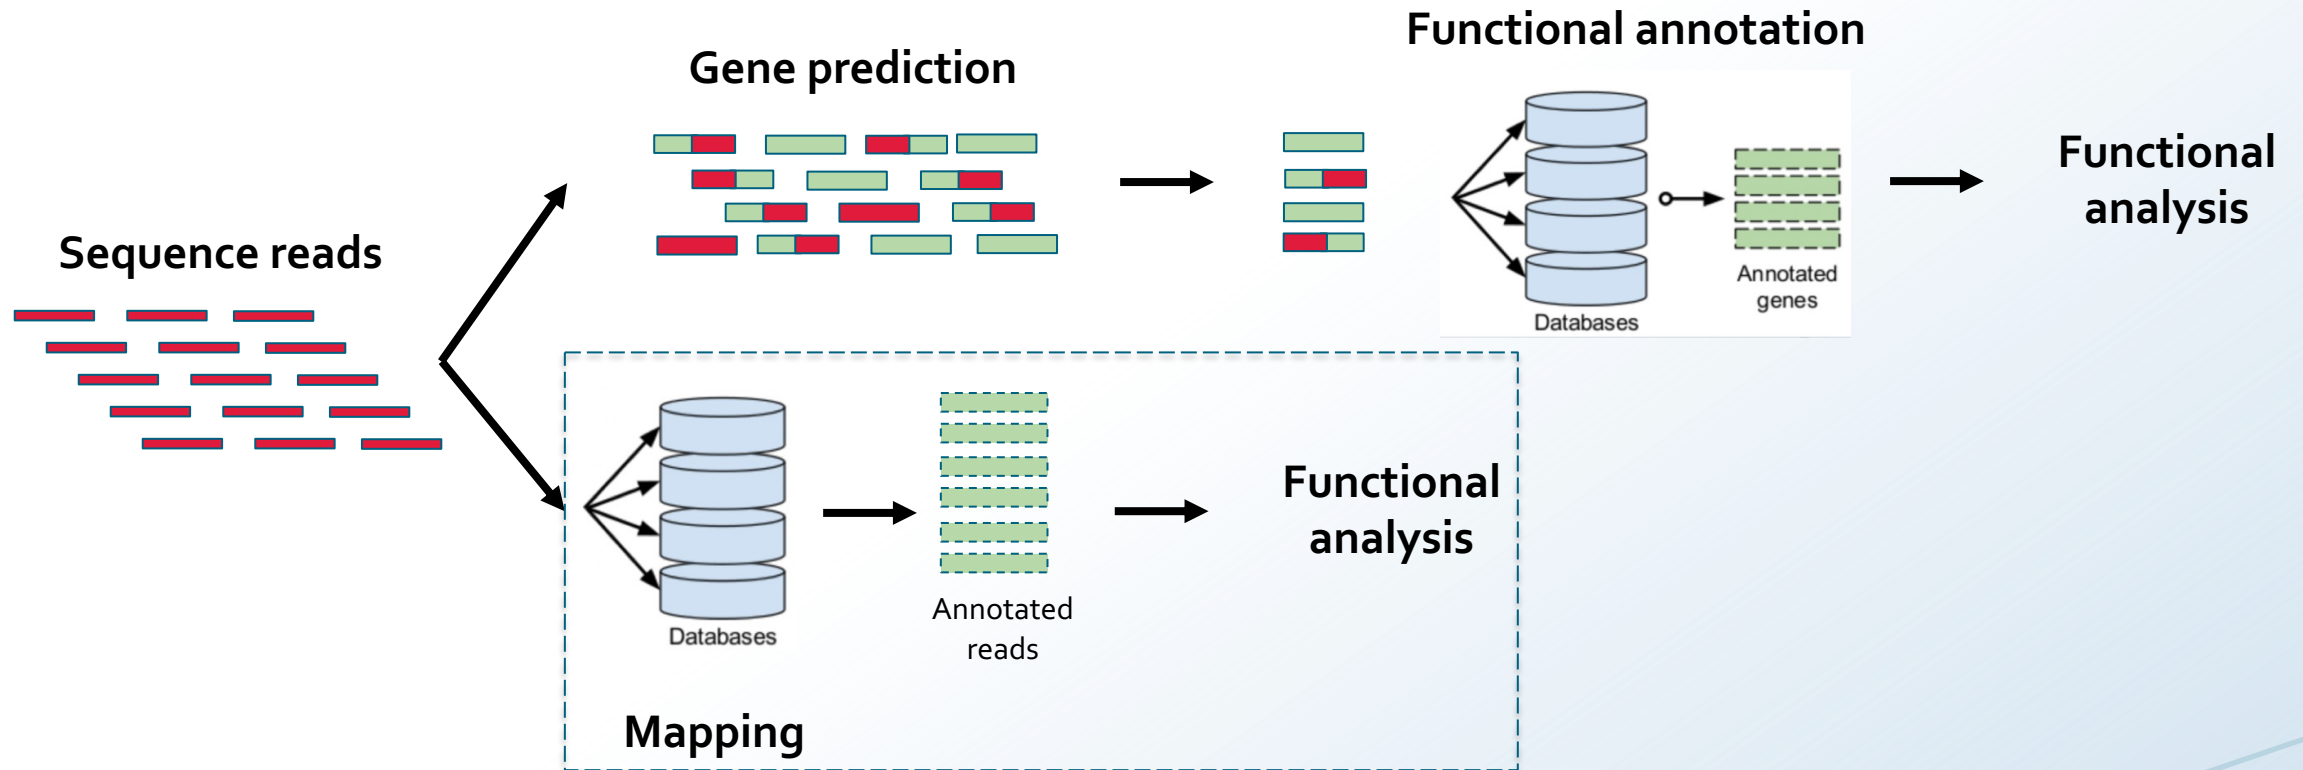 Functional annotation
Gene prediction
Sequence reads
Databases
Annotated
genes
Functional
analysis
Databases
Annotated
reads
Functional
analysis
Mapping